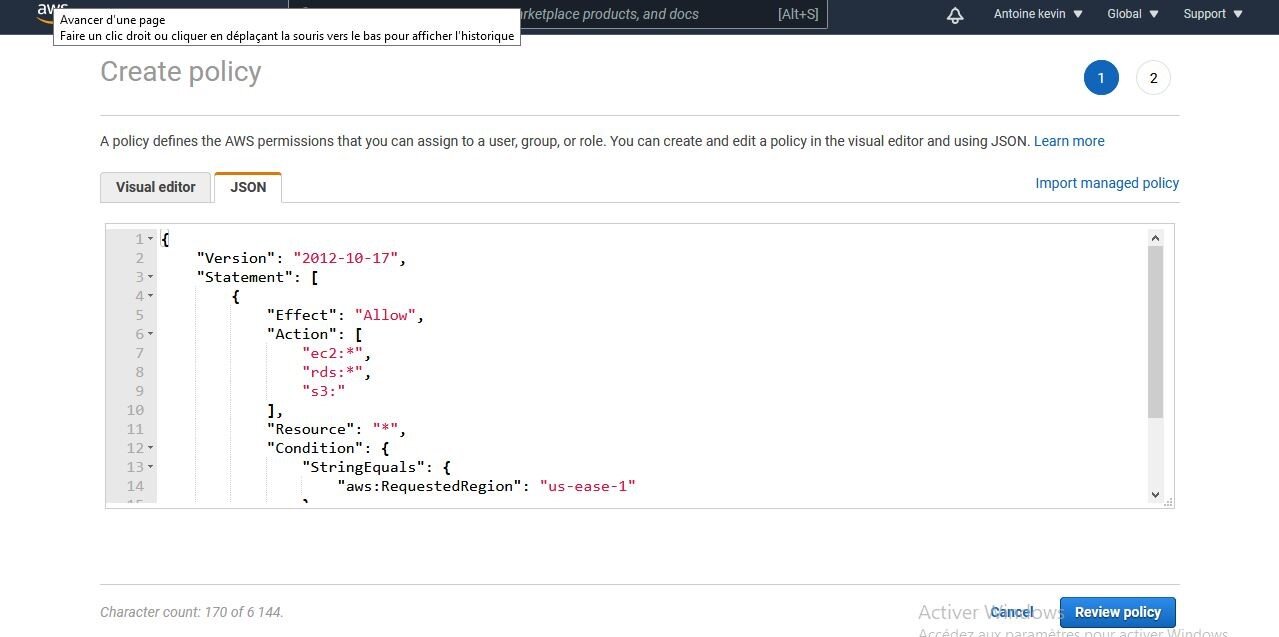 aws
Avancer d'une page
Faire un clic droit ou cliquer en déplaçant la souris vers le bas pour afficher l'historique
rketplace products, and docs [Alt+S]
Antoine kevin ▼ Global ▼ Support ▼
Create policy
1 2
A policy defines the AWS permissions that you can assign to a user, group, or role. You can create and edit a policy in the visual editor and using JSON. Learn more
Visual editor JSON
Import managed policy
1 {
2 "Version": "2012-10-17",
3 "Statement": [
4 {
5 "Effect": "Allow",
6 "Action": [
7 "ec2:*",
8 "rds:*",
9 "s3:"
10 ],
11 "Resource": "*",
12 "Condition": {
13 "StringEquals": {
14 "aws:RequestedRegion": "us-ease-1"
15 }
Character count: 170 of 6 144.
Cancel
Review policy
Activer Windows
Accédez aux paramètres pour activer Windows.